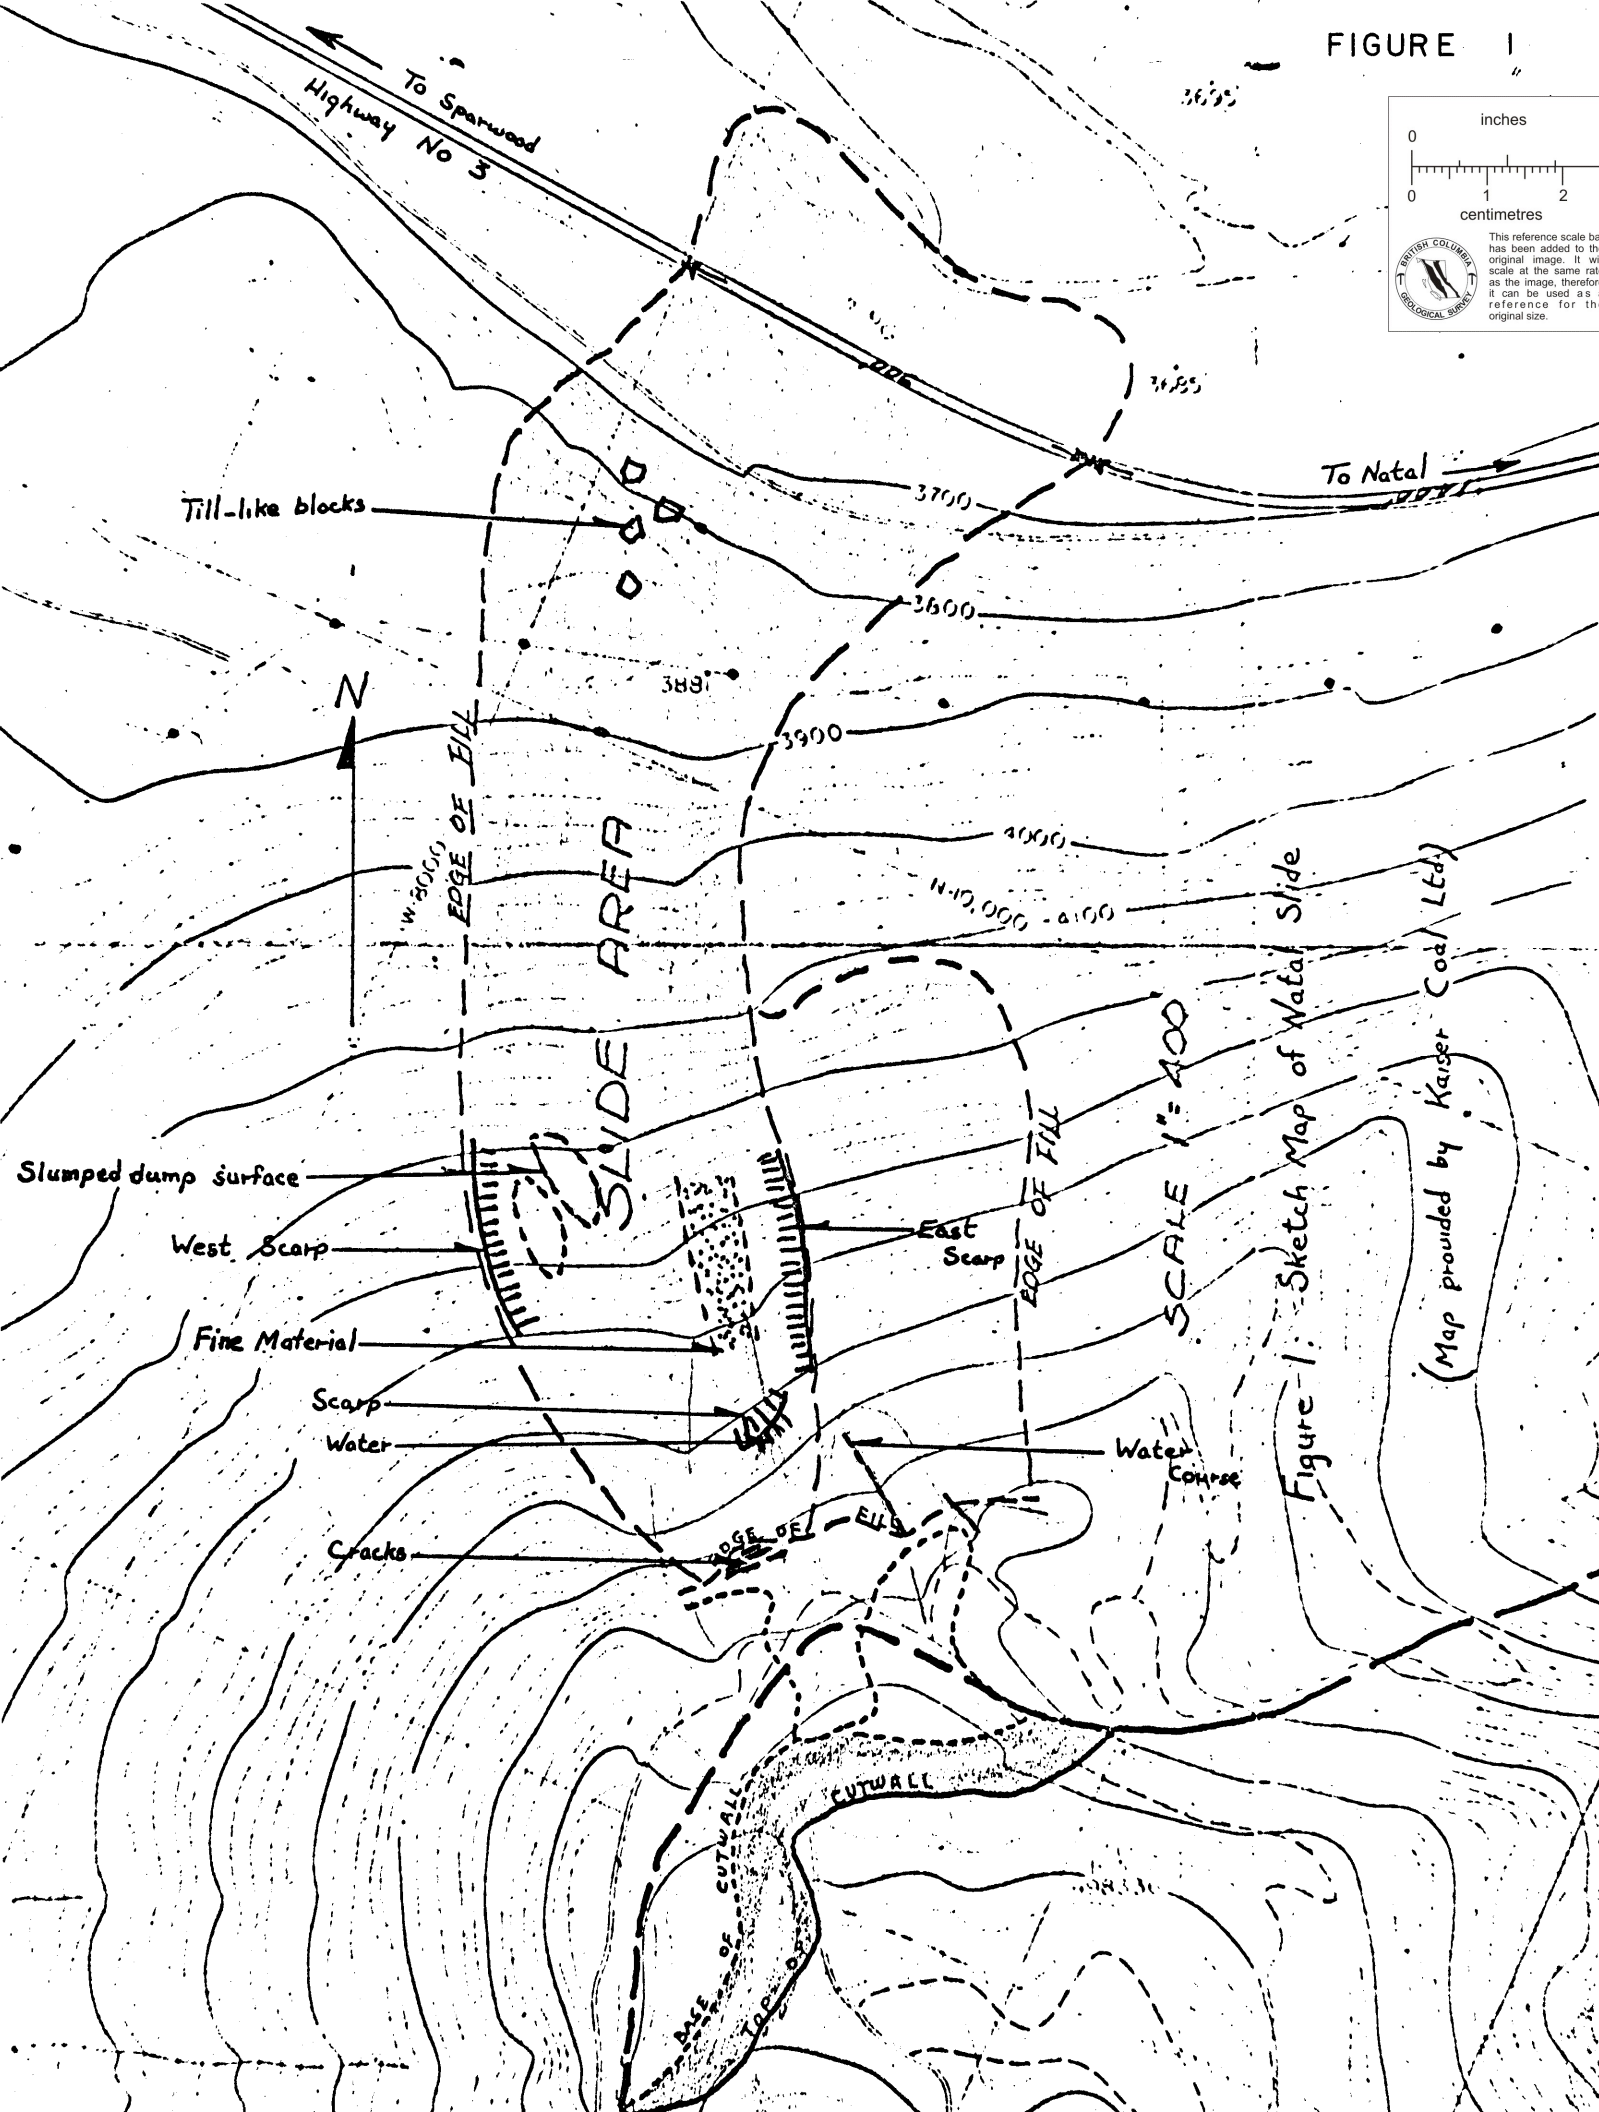 FIGURE 1
inches
0
0 1 2
centimetres
This reference scale ba
has been added to the
original image. It wi
scale at the same rate
as the image, therefore
it can be used as a
reference for the
original size.
BRITISH COLUMBIA
GEOLOGICAL SURVEY
To Sparwood
Highway No 3
3695
3685
To Natal
3700
Till-like blocks
3800
N
3881
3900
EDGE OF FILL
4000
W-8000
N-10,000
4100
SLIDE AREA
Slumped dump surface
West Scarp
East
Scarp
EDGE OF FILL
Fine Material
Scarp
Water
Water
Course
Cracks
EDGE OF FILL
CUTWALL
BASE OF CUTWALL
TOP OF
SCALE 1"= 400
Figure-1: Sketch Map of Natal Slide
(Map provided by Kaiser Coal Ltd)